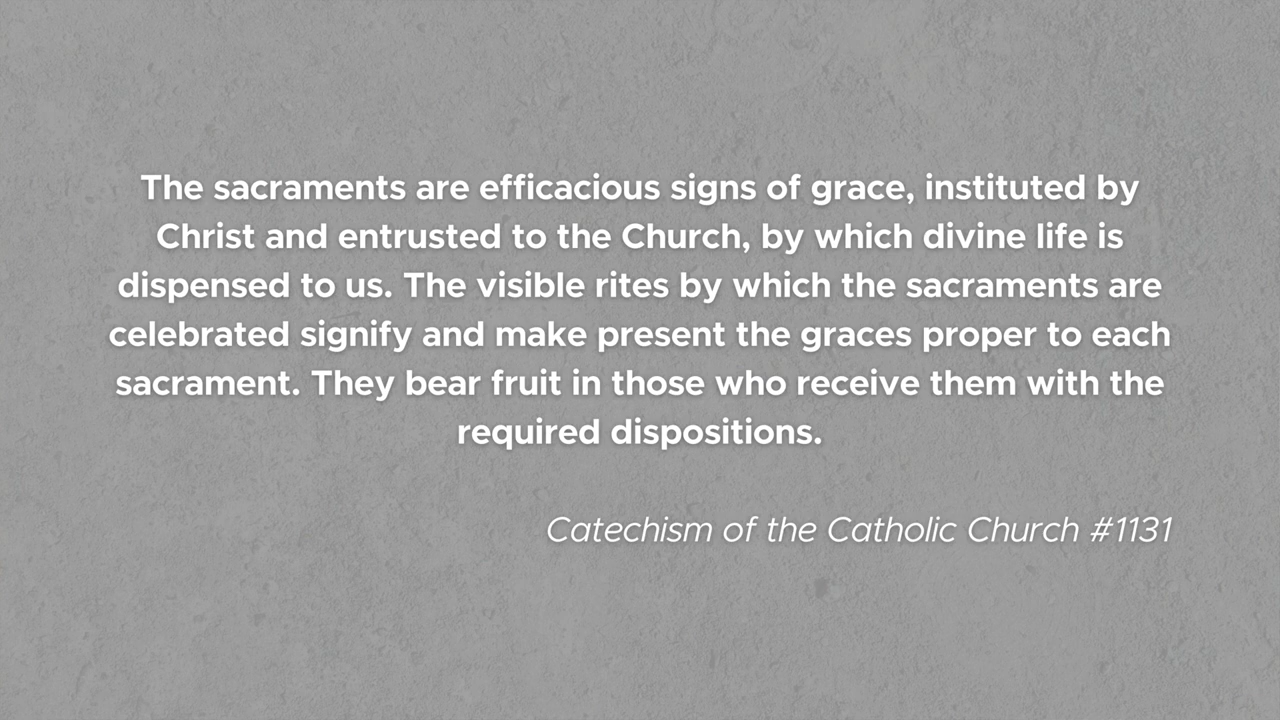 The sacraments are efficacious signs of grace, instituted by
Christ and entrusted to the Church, by which divine life is
dispensed to us. The visible rites by which the sacraments are
celebrated signify and make present the graces proper to each
sacrament. They bear fruit in those who receive them with the
required dispositions.
Catechism of the Catholic Church #1131